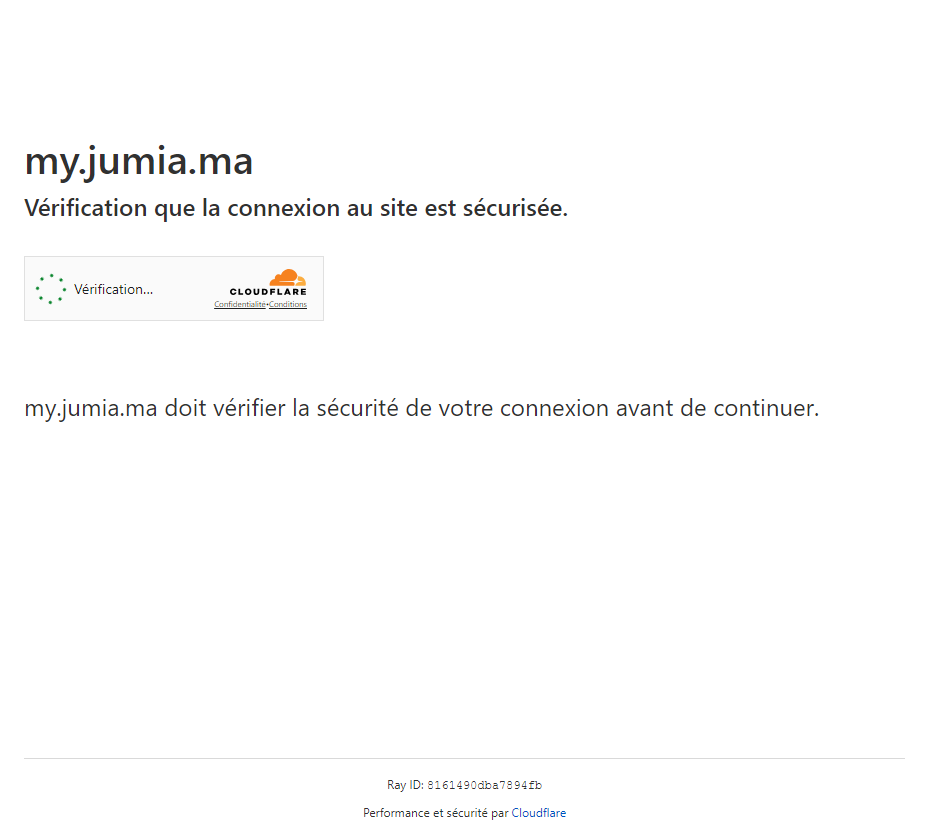 my.jumia.ma
Vérification que la connexion au site est sécurisée.
Vérification...
CLOUDFLARE
Confidentialité•Conditions
my.jumia.ma doit vérifier la sécurité de votre connexion avant de continuer.
Ray ID: 8161490dba7894fb
Performance et sécurité par Cloudflare